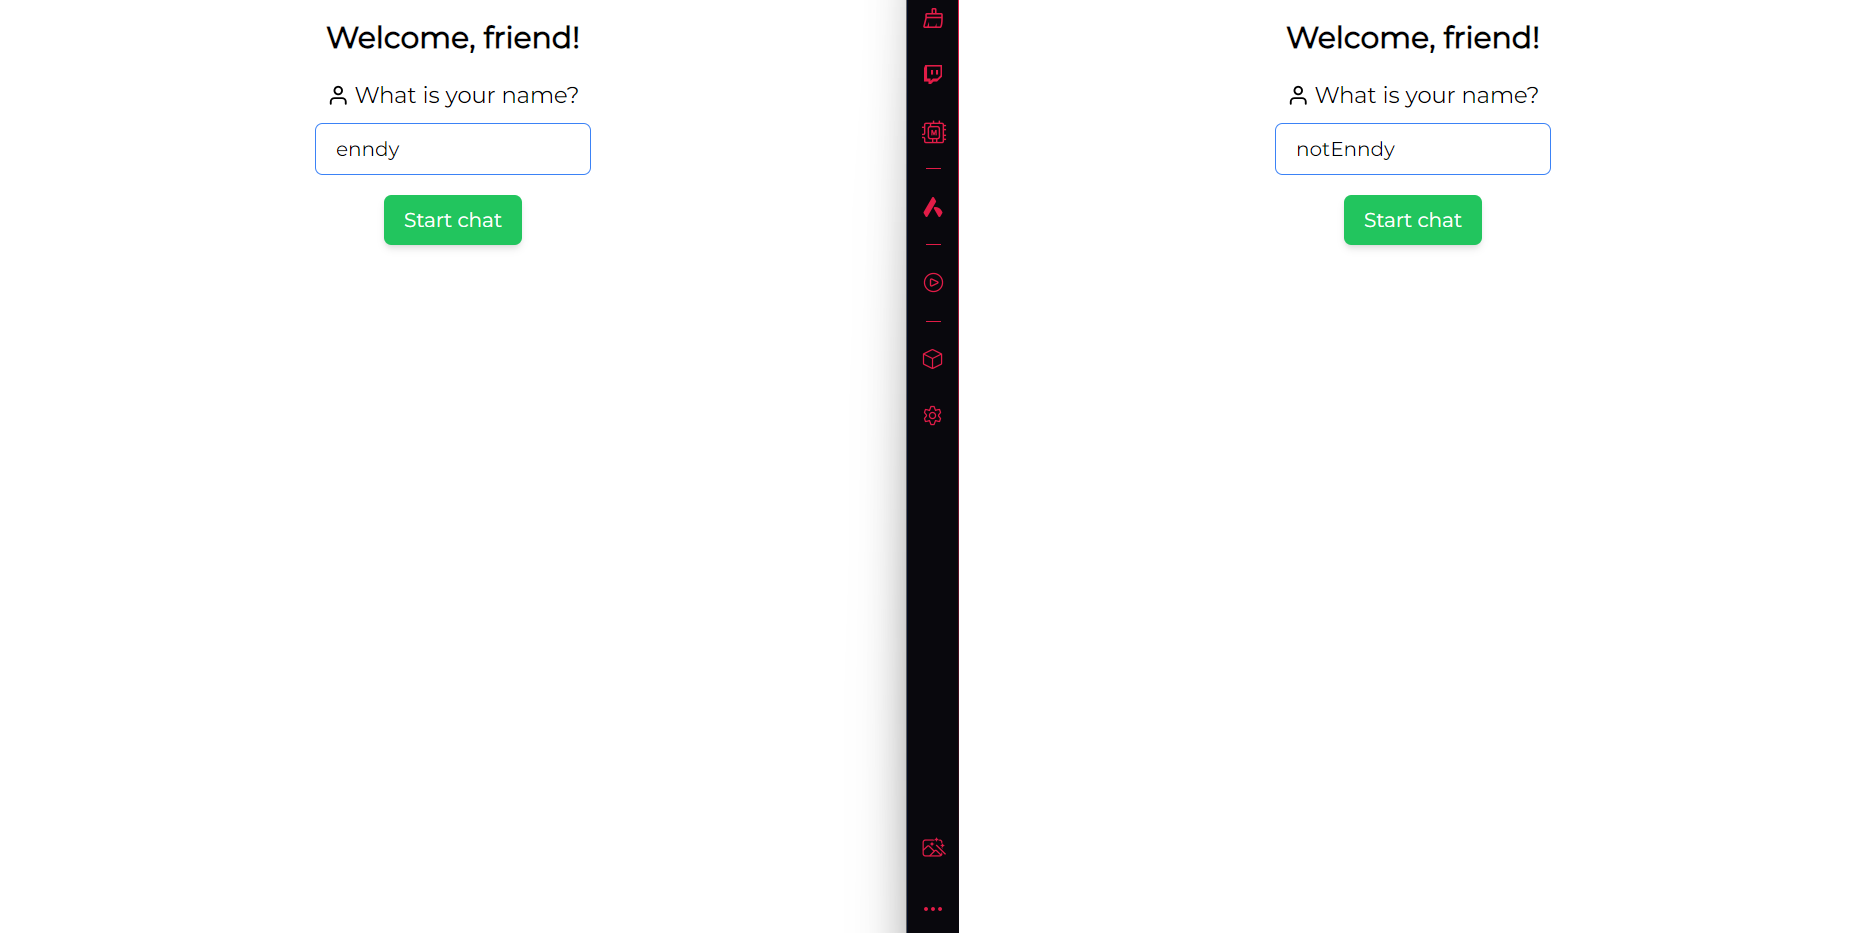 Welcome, friend!
What is your name?
enndy
Start chat
M
Welcome, friend!
What is your name?
notEnndy
Start chat